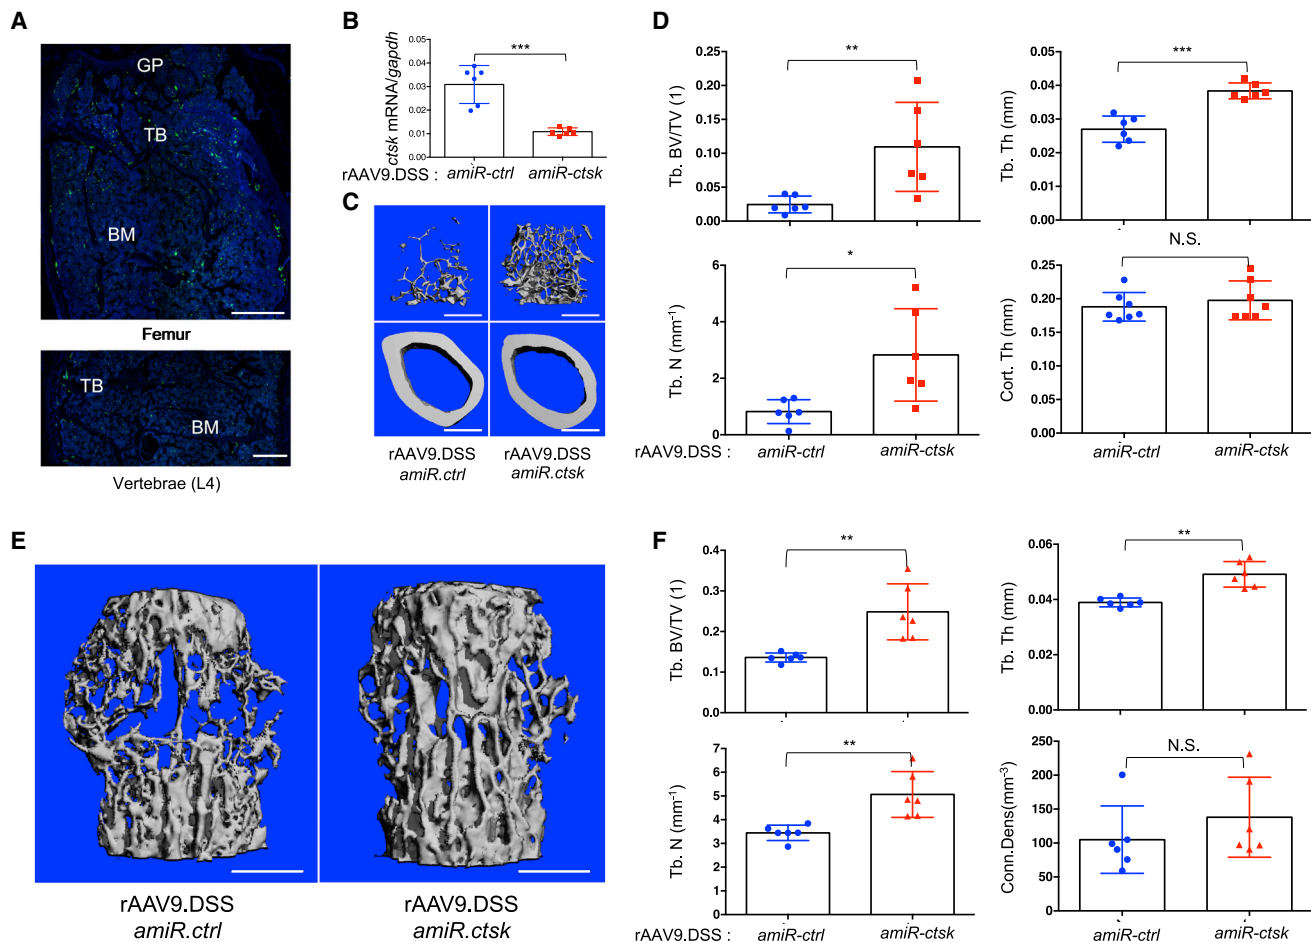 A
GP
TB
BM
Femur
TB
BM
Vertebrae (L4)
B
ctsk mRNA/gapdh
0.05
0.04
0.03
0.02
0.01
0.00
***
rAAV9.DSS : amiR-ctrl amiR-ctsk
C
rAAV9.DSS rAAV9.DSS
amiR.ctrl amiR.ctsk
D
Tb. BV/TV (1)
0.25
0.20
0.15
0.10
0.05
0.00
**
Tb. Th (mm)
0.05
0.04
0.03
0.02
0.01
0.00
***
Tb. N (mm⁻¹)
6
4
2
0
*
Cort. Th (mm)
0.25
0.20
0.15
0.10
0.05
0.00
N.S.
rAAV9.DSS : amiR-ctrl amiR-ctsk amiR-ctrl amiR-ctsk
E
rAAV9.DSS rAAV9.DSS
amiR.ctrl amiR.ctsk
F
Tb. BV/TV (1)
0.4
0.3
0.2
0.1
0.0
**
Tb. Th (mm)
0.06
0.04
0.02
0.00
**
Tb. N (mm⁻¹)
7
6
5
4
3
2
1
0
**
Conn.Dens(mm⁻³)
250
200
150
100
50
0
N.S.
rAAV9.DSS : amiR-ctrl amiR-ctsk amiR-ctrl amiR-ctsk